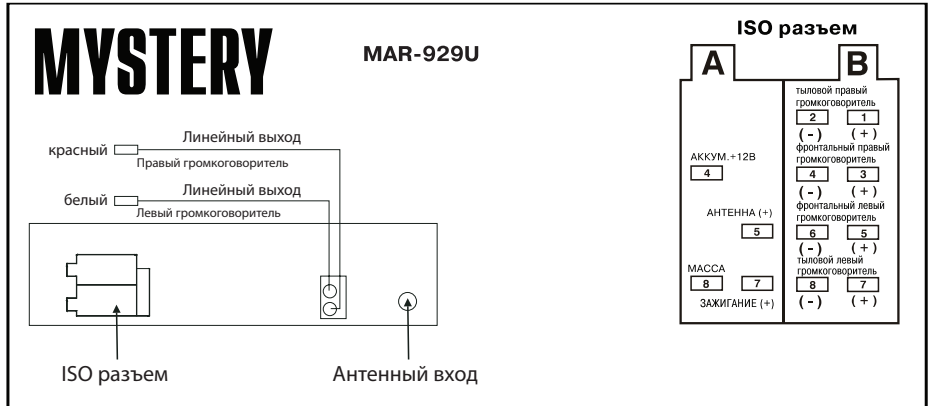 MYSTERY
MAR-929U
красный
Линейный выход
Правый громкоговоритель
белый
Линейный выход
Левый громкоговоритель
ISO разъем
Антенный вход
ISO разъем
A
АККУМ.+12В
4
АНТЕННА (+)
5
МАССА
8 7
ЗАЖИГАНИЕ (+)
B
тыловой правый
громкоговоритель
2 1
(-) (+)
фронтальный правый
громкоговоритель
4 3
(-) (+)
фронтальный левый
громкоговоритель
6 5
(-) (+)
тыловой левый
громкоговоритель
8 7
(-) (+)